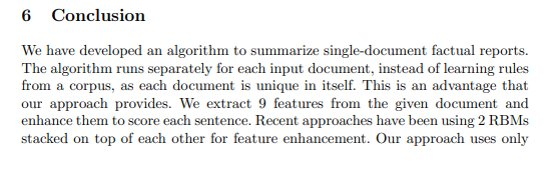 6 Conclusion
We have developed an algorithm to summarize single-document factual reports.
The algorithm runs separately for each input document, instead of learning rules
from a corpus, as each document is unique in itself. This is an advantage that
our approach provides. We extract 9 features from the given document and
enhance them to score each sentence. Recent approaches have been using 2 RBMs
stacked on top of each other for feature enhancement. Our approach uses only